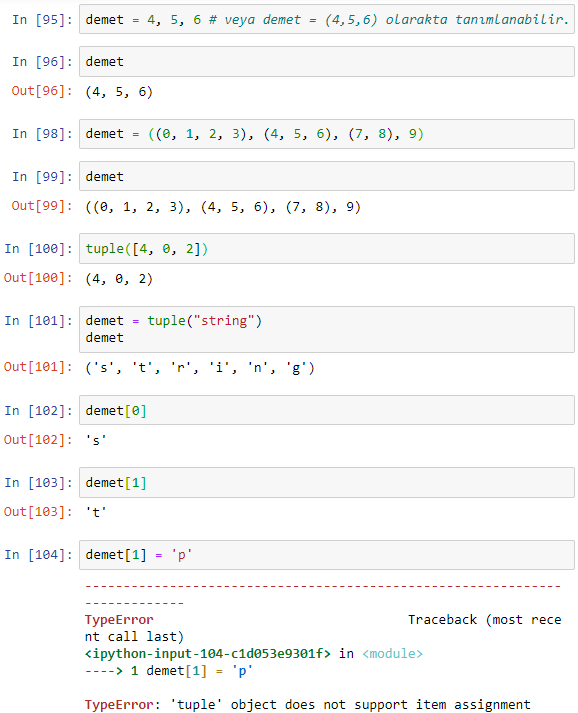 In [95]: demet = 4, 5, 6 # veya demet = (4,5,6) olarakta tanımlanabilir.
In [96]: demet
Out[96]: (4, 5, 6)
In [98]: demet = ((0, 1, 2, 3), (4, 5, 6), (7, 8), 9)
In [99]: demet
Out[99]: ((0, 1, 2, 3), (4, 5, 6), (7, 8), 9)
In [100]: tuple([4, 0, 2])
Out[100]: (4, 0, 2)
In [101]: demet = tuple("string")
demet
Out[101]: ('s', 't', 'r', 'i', 'n', 'g')
In [102]: demet[0]
Out[102]: 's'
In [103]: demet[1]
Out[103]: 't'
In [104]: demet[1] = 'p'
--------------------------------------------------------------
-------------
TypeError                                 Traceback (most rece
nt call last)
<ipython-input-104-c1d053e9301f> in <module>
----> 1 demet[1] = 'p'
TypeError: 'tuple' object does not support item assignment